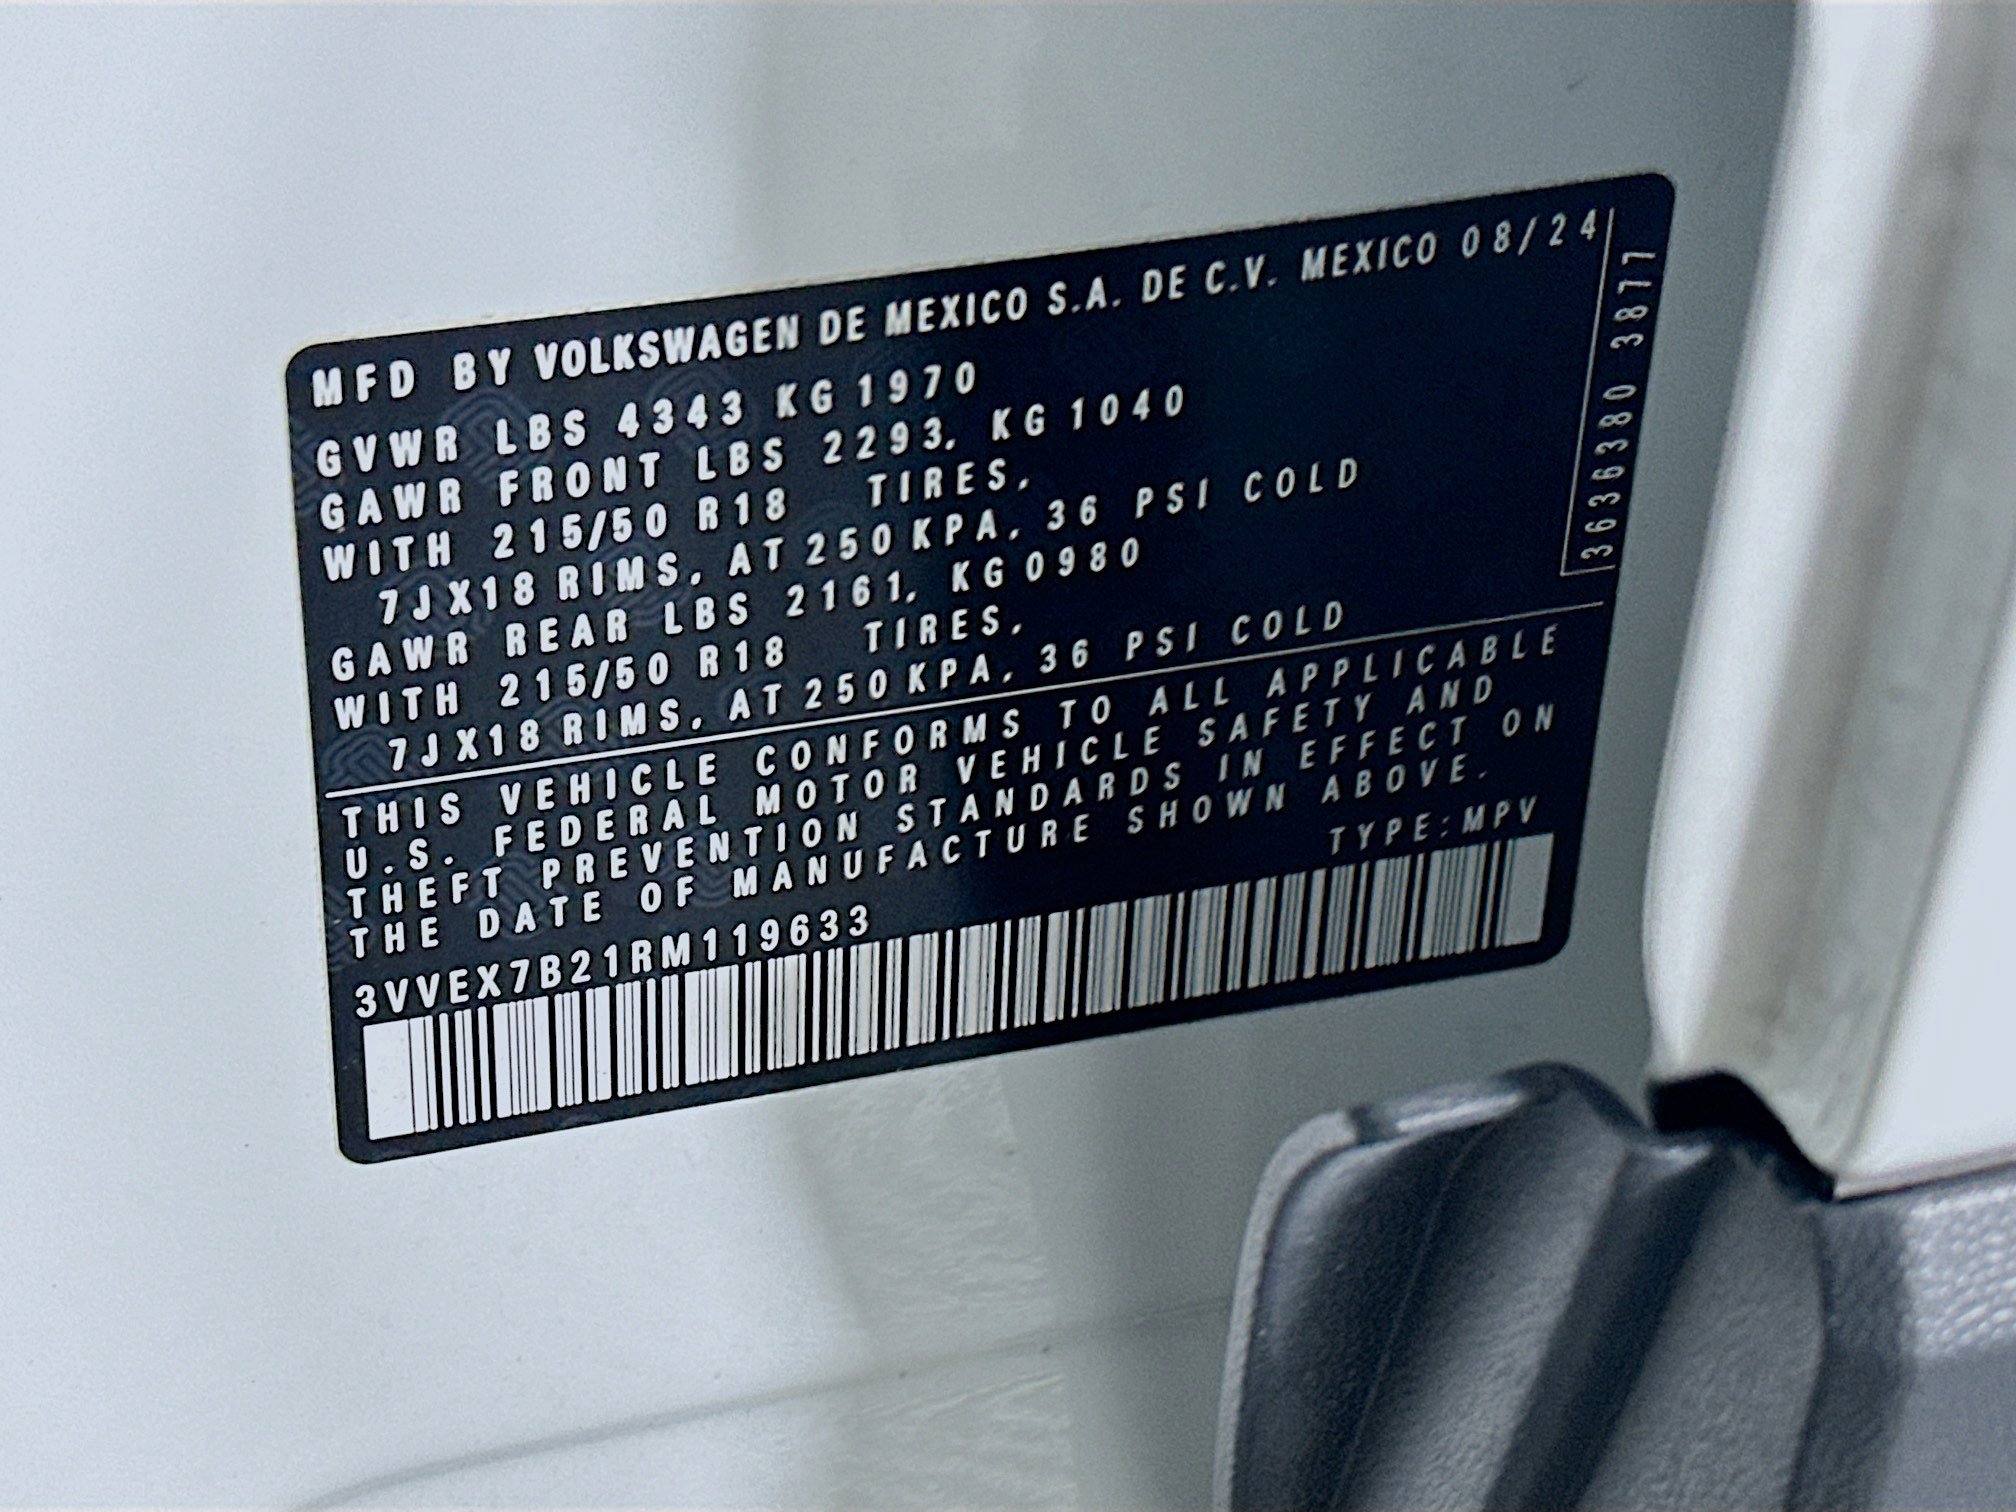 MFD BY VOLKSWAGEN DE MEXICO S.A. DE C.V. MEXICO 08/24
GVWR LBS 4343 KG 1970
GAWR FRONT LBS 2293, KG 1040
WITH 215/50 R18 TIRES,
7JX18 RIMS, AT 250 KPA, 36 PSI COLD
GAWR REAR LBS 2161, KG 0980
WITH 215/50 R18 TIRES,
7JX18 RIMS, AT 250 KPA, 36 PSI COLD
3636380 3877
THIS VEHICLE CONFORMS TO ALL APPLICABLE
U.S. FEDERAL MOTOR VEHICLE SAFETY AND
THEFT PREVENTION STANDARDS IN EFFECT ON
THE DATE OF MANUFACTURE SHOWN ABOVE.
TYPE:MPV
3VVEX7B21RM119633